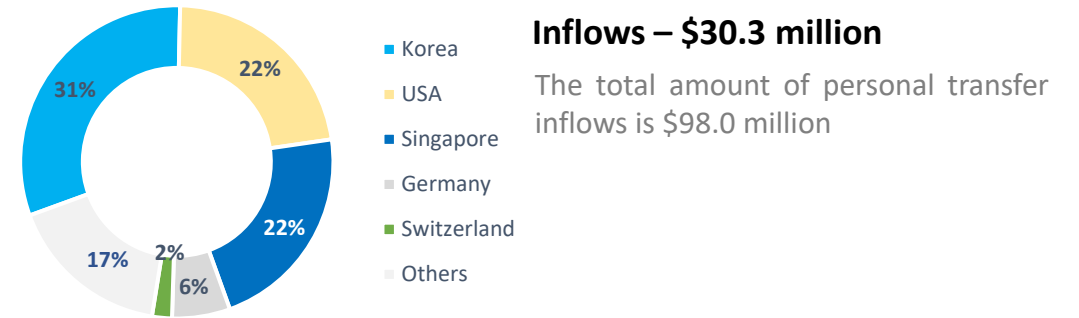 31%
22%
22%
6%
2%
17%
Korea
USA
Singapore
Germany
Switzerland
Others
Inflows – $30.3 million
The total amount of personal transfer
inflows is $98.0 million